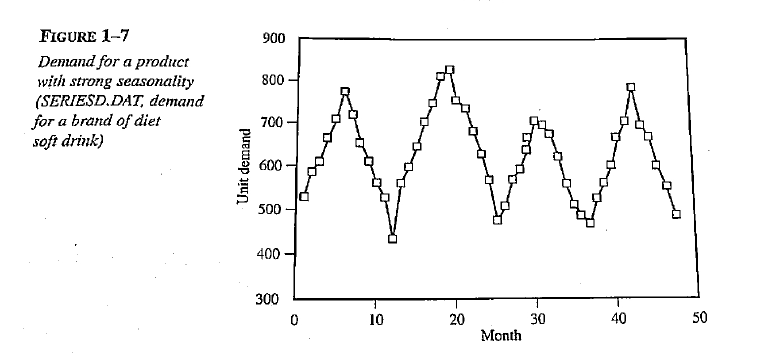 FIGURE 1–7
Demand for a product
with strong seasonality
(SERIESD.DAT, demand
for a brand of diet
soft drink)
900
800
700
600
500
400
300
Unit demand
0 10 20 30 40 50
Month